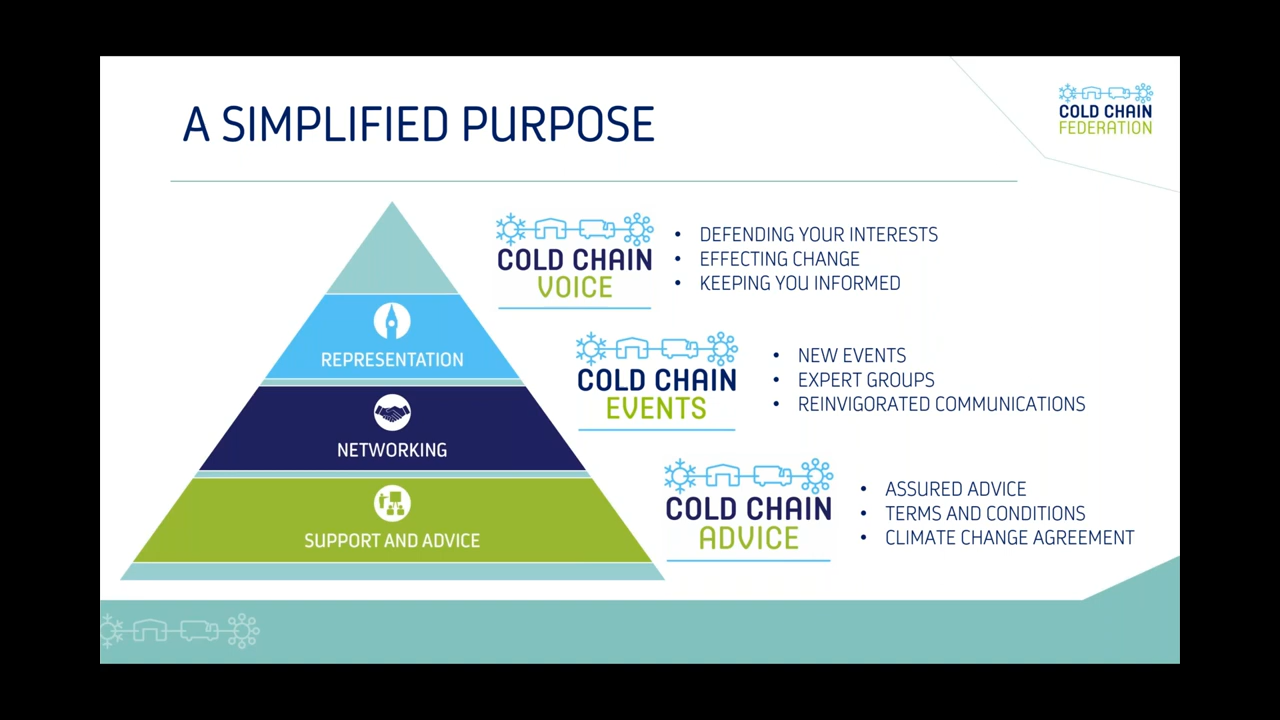 A SIMPLIFIED PURPOSE
COLD CHAIN
FEDERATION
REPRESENTATION
NETWORKING
SUPPORT AND ADVICE
COLD CHAIN
VOICE
• DEFENDING YOUR INTERESTS
• EFFECTING CHANGE
• KEEPING YOU INFORMED
COLD CHAIN
EVENTS
• NEW EVENTS
• EXPERT GROUPS
• REINVIGORATED COMMUNICATIONS
COLD CHAIN
ADVICE
• ASSURED ADVICE
• TERMS AND CONDITIONS
• CLIMATE CHANGE AGREEMENT